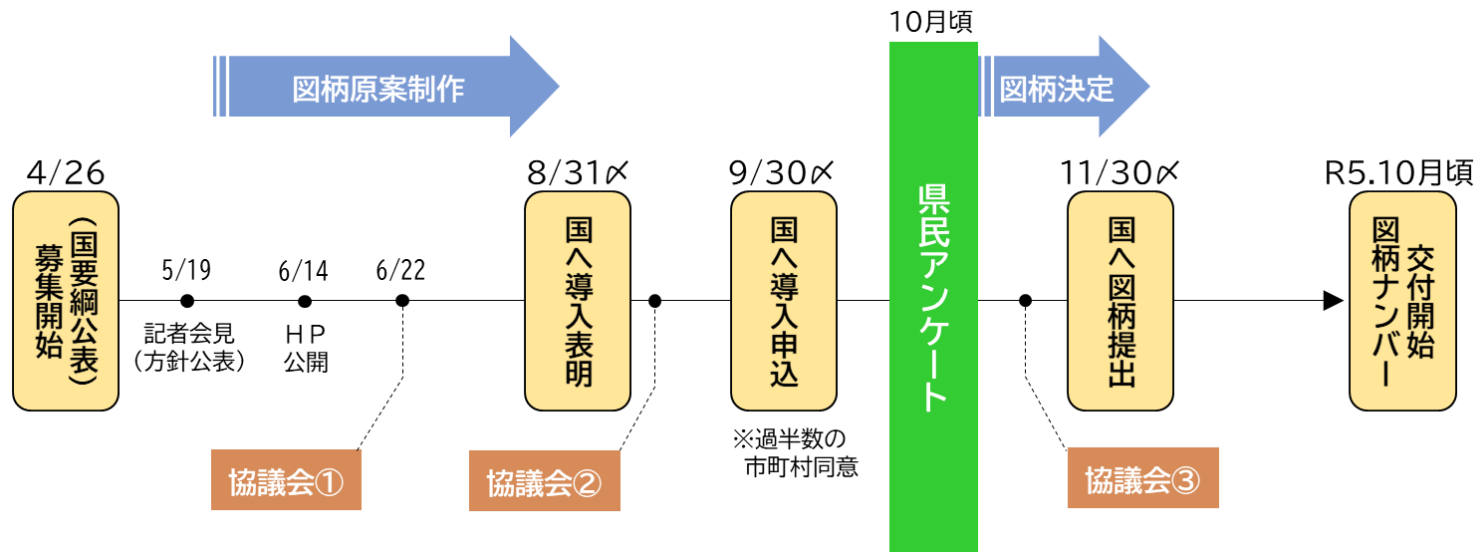 10月頃
図柄原案制作
図柄決定
4/26
8/31〆
9/30〆
11/30〆
R5.10月頃
募集開始
(国要綱公表)
5/19
6/14
6/22
記者会見
(方針公表)
HP
公開
国へ導入表明
国へ導入申込
県民アンケート
国へ図柄提出
図柄ナンバー
交付開始
※過半数の
市町村同意
協議会①
協議会②
協議会③